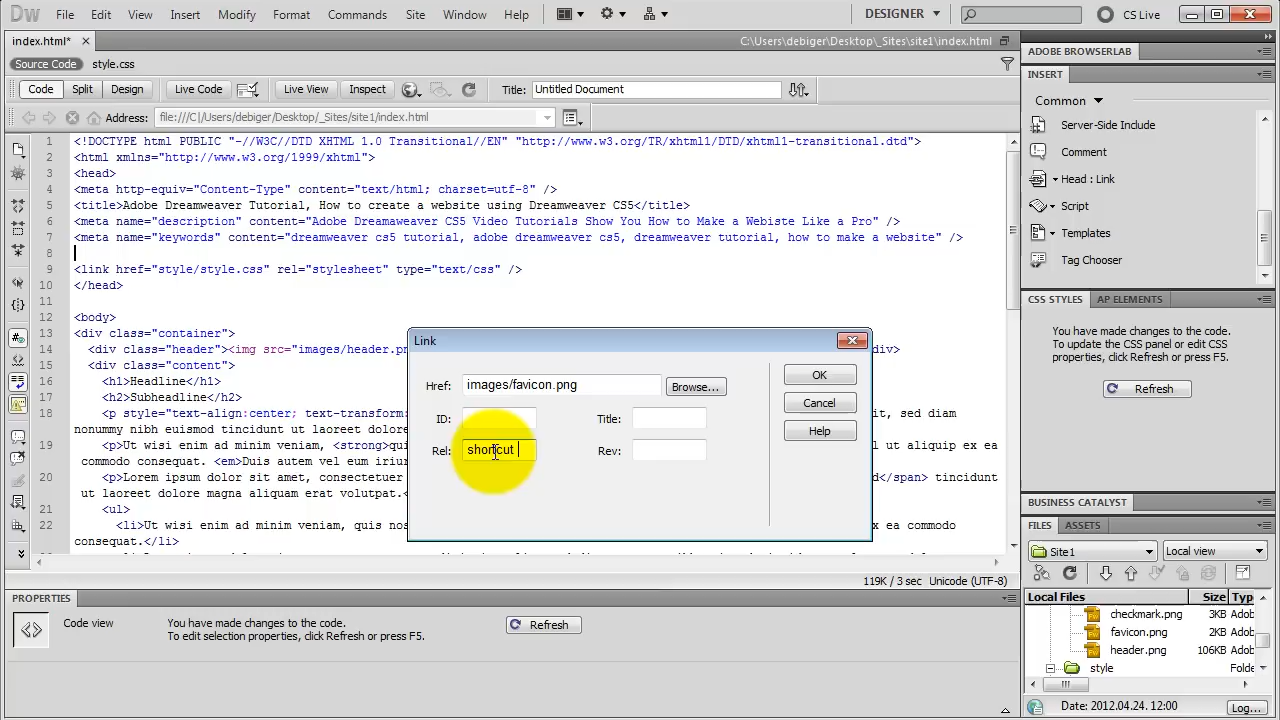 Dw File Edit View Insert Modify Format Commands Site Window Help DESIGNER CS Live
index.html* C:\Users\debiger\Desktop\_Sites\site1\index.html
Source Code style.css
Code Split Design Live Code Live View Inspect Title: Untitled Document
Address: file:///C|/Users/debiger/Desktop/_Sites/site1/index.html
1 <!DOCTYPE html PUBLIC "-//W3C//DTD XHTML 1.0 Transitional//EN" "http://www.w3.org/TR/xhtml1/DTD/xhtml1-transitional.dtd">
2 <html xmlns="http://www.w3.org/1999/xhtml">
3 <head>
4 <meta http-equiv="Content-Type" content="text/html; charset=utf-8" />
5 <title>Adobe Dreamweaver Tutorial, How to create a website using Dreamweaver CS5</title>
6 <meta name="description" content="Adobe Dreamaweaver CS5 Video Tutorials Show You How to Make a Webiste Like a Pro" />
7 <meta name="keywords" content="dreamweaver cs5 tutorial, adobe dreamweaver cs5, dreamweaver tutorial, how to make a website" />
8
9 <link href="style/style.css" rel="stylesheet" type="text/css" />
10 </head>
11
12 <body>
13 <div class="container">
14 <div class="header"><img src="images/header.pn div>
15 <div class="content">
16 <h1>Headline</h1>
17 <h2>Subheadline</h2>
18 <p style="text-align:center; text-transform: it, sed diam
nonummy nibh euismod tincidunt ut laoreet dolore
19 <p>Ut wisi enim ad minim veniam, <strong>qui l ut aliquip ex ea
commodo consequat. <em>Duis autem vel eum iriur m
20 <p>Lorem ipsum dolor sit amet, consectetuer d</span> tincidunt
ut laoreet dolore magna aliquam erat volutpat.<
21 <ul>
22 <li>Ut wisi enim ad minim veniam, quis nos ex ea commodo
consequat.</li>
Link
Href: images/favicon.png Browse...
ID: Title:
Rel: shortcut Rev:
OK
Cancel
Help
119K / 3 sec Unicode (UTF-8)
PROPERTIES
Code view You have made changes to the code.
To edit selection properties, click Refresh or press F5.
Refresh
ADOBE BROWSERLAB
INSERT
Common
Server-Side Include
Comment
Head : Link
Script
Templates
Tag Chooser
CSS STYLES AP ELEMENTS
You have made changes to the code.
To update the CSS panel or edit CSS
properties, click Refresh or press F5.
Refresh
BUSINESS CATALYST
FILES ASSETS
Site1 Local view
Local Files Size Type
checkmark.png 3KB Adob
favicon.png 2KB Adob
header.png 106KB Adob
style Folde
Date: 2012.04.24. 12:00 Log...